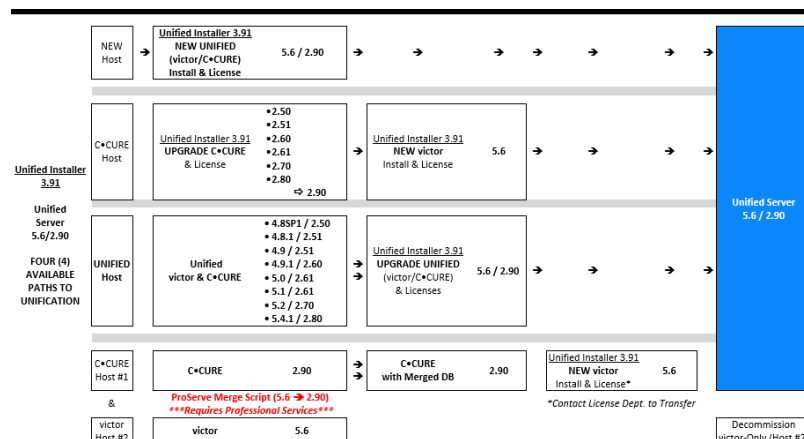 Unified Installer
3.91
Unified
Server
5.6/2.90
FOUR (4)
AVAILABLE
PATHS TO
UNIFICATION
NEW
Host
Unified Installer 3.91
NEW UNIFIED
(victor/C•CURE)
Install & License
5.6 / 2.90
C•CURE
Host
Unified Installer 3.91
UPGRADE C•CURE
& License
•2.50
•2.51
•2.60
•2.61
•2.70
•2.80
⇨ 2.90
Unified Installer 3.91
NEW victor
Install & License
5.6
UNIFIED
Host
Unified
victor & C•CURE
• 4.8SP1 / 2.50
• 4.8.1 / 2.51
• 4.9 / 2.51
• 4.9.1 / 2.60
• 5.0 / 2.61
• 5.1 / 2.61
• 5.2 / 2.70
• 5.4.1 / 2.80
Unified Installer 3.91
UPGRADE UNIFIED
(victor/C•CURE)
& Licenses
5.6 / 2.90
Unified Server
5.6 / 2.90
C•CURE
Host #1
C•CURE 2.90
C•CURE
with Merged DB
2.90
Unified Installer 3.91
NEW victor
Install & License*
5.6
&
ProServe Merge Script (5.6 ➔ 2.90)
***Requires Professional Services***
*Contact License Dept. to Transfer
victor
Host #2
victor 5.6
Decommission
victor-Only (Host #2